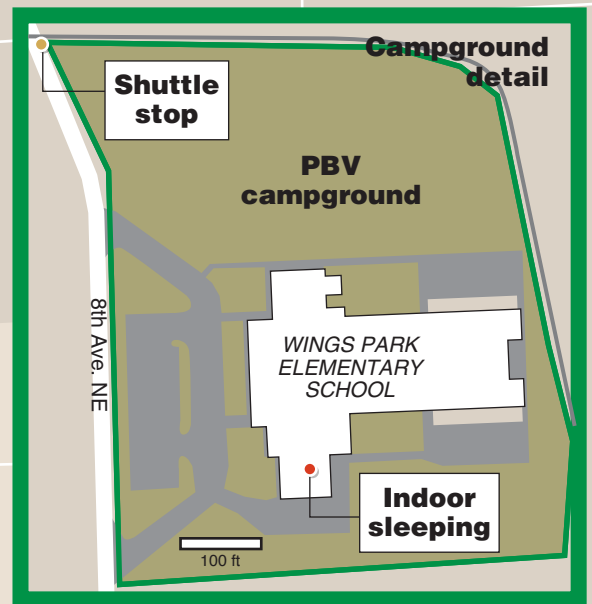 Campground
detail
Shuttle
stop
PBV
campground
8th Ave. NE
WINGS PARK
ELEMENTARY
SCHOOL
Indoor
sleeping
100 ft